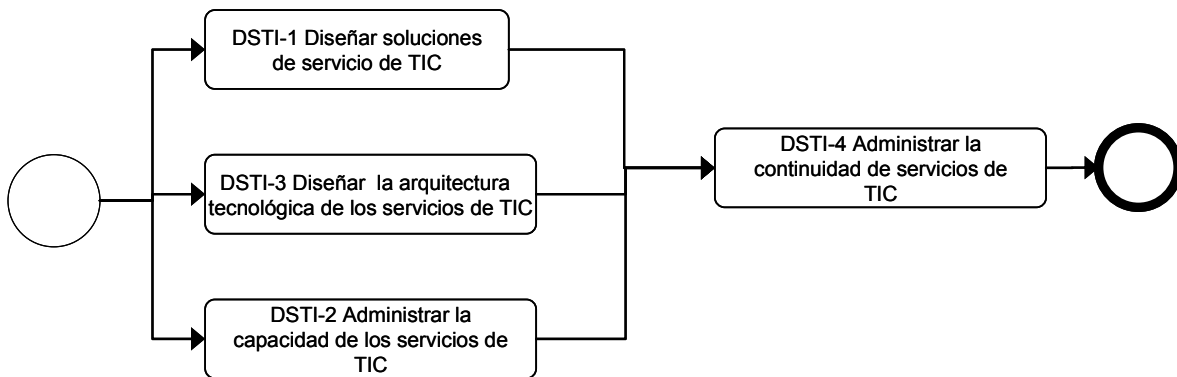 DSTI-1 Diseñar soluciones
de servicio de TIC
DSTI-3 Diseñar  la arquitectura
tecnológica de los servicios de TIC
DSTI-2 Administrar la
capacidad de los servicios de
TIC
DSTI-4 Administrar la
continuidad de servicios de
TIC